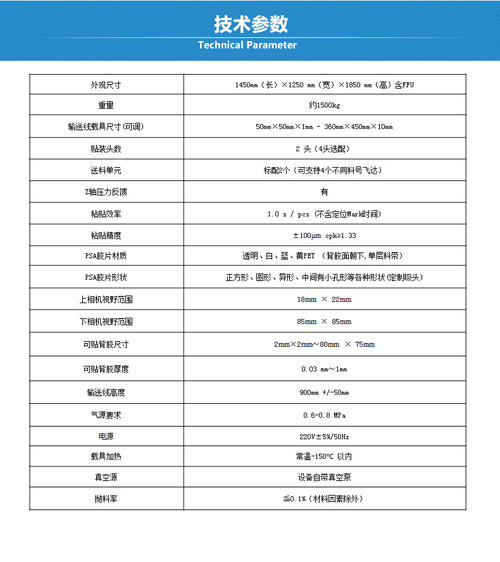 技术参数
Technical Parameter
外观尺寸 1450mm（长）×1250 mm（宽）×1850 mm（高）含FFU
重量 约1500kg
输送线载具尺寸(可调) 50mm×50mm×1mm - 360mm×450mm×10mm
贴装头数 2 头（4头选配）
送料单元 标配2个（可支持4个不同料号飞达）
Z轴压力反馈 有
粘贴效率 1.0 s / pcs（不含定位Mark时间）
粘贴精度 ±100μm cpk≥1.33
PSA胶片材质 透明、白、蓝、黄PET （背胶面朝下,单层料带）
PSA胶片形状 正方形、圆形、异形、中间有小孔形等各种形状(定制吸头)
上相机视野范围 18mm × 22mm
下相机视野范围 85mm × 85mm
可贴背胶尺寸 2mm×2mm～80mm × 75mm
可贴背胶厚度 0.03 mm～1mm
输送线高度 900mm +/-50mm
气源要求 0.6-0.8 MPa
电源 220V±5%/50Hz
载具加热 常温-150℃ 以内
真空源 设备自带真空泵
抛料率 ≦0.1%（材料因素除外）